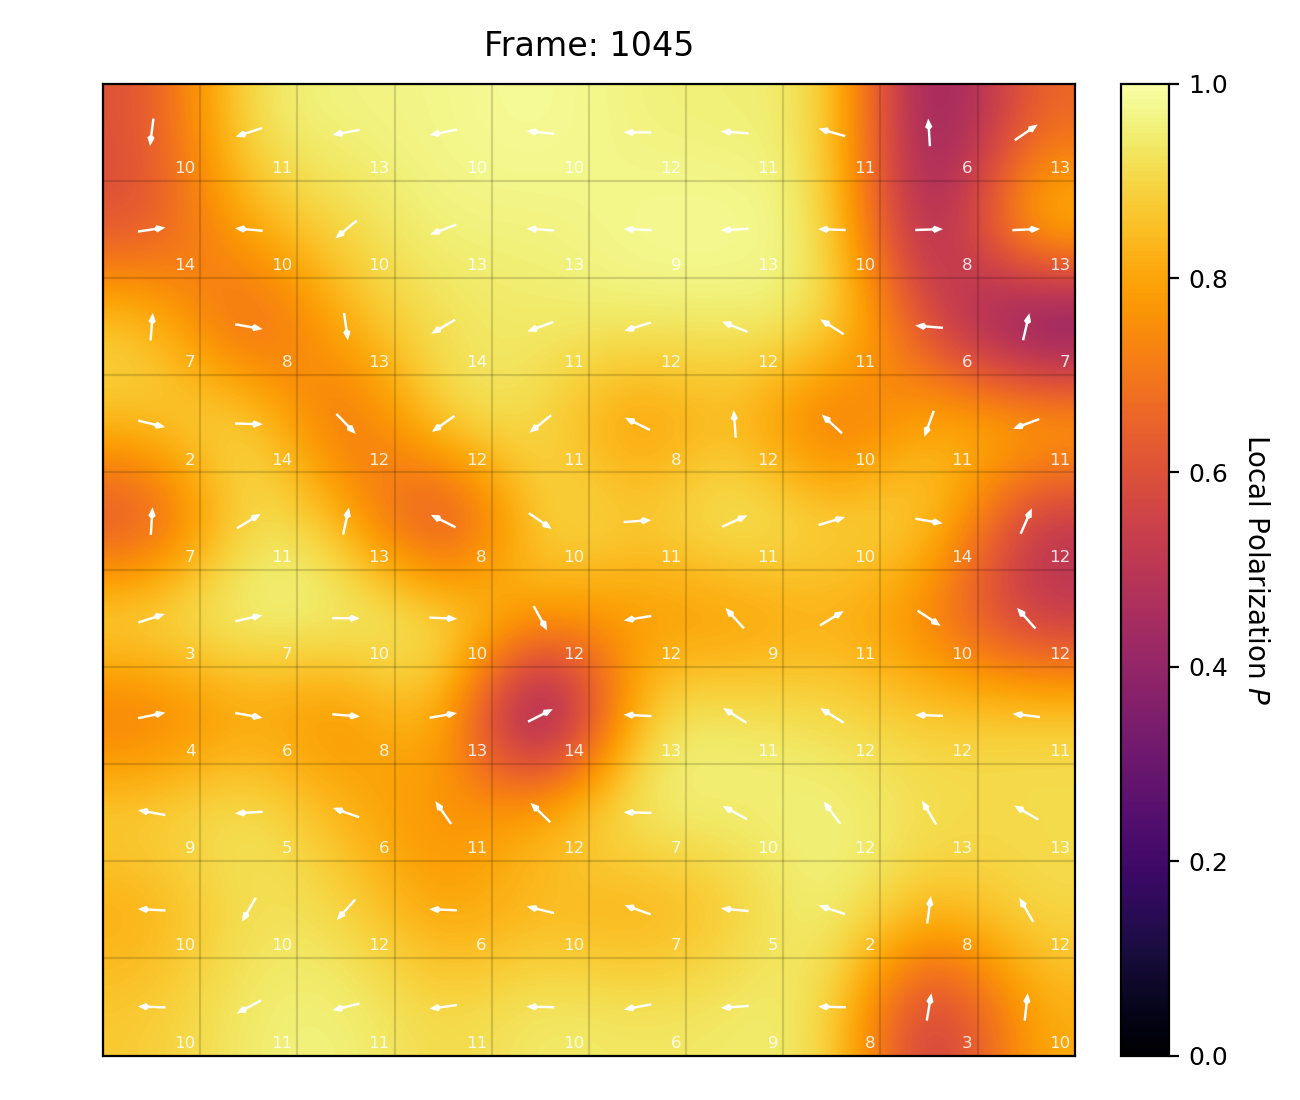 Frame: 1045
10 11 13 10 10 12 11 11 6 13
14 10 10 13 13 9 13 10 8 13
7 8 13 14 11 12 12 11 6 7
2 14 12 12 11 8 12 10 11 11
7 11 13 8 10 11 11 10 14 12
3 7 10 10 12 12 9 11 10 12
4 6 8 13 14 13 11 12 12 11
9 5 6 11 12 7 10 12 13 13
10 10 12 6 10 7 5 2 8 12
10 11 11 11 10 6 9 8 3 10
1.0
0.8
0.6
0.4
0.2
0.0
Local Polarization P